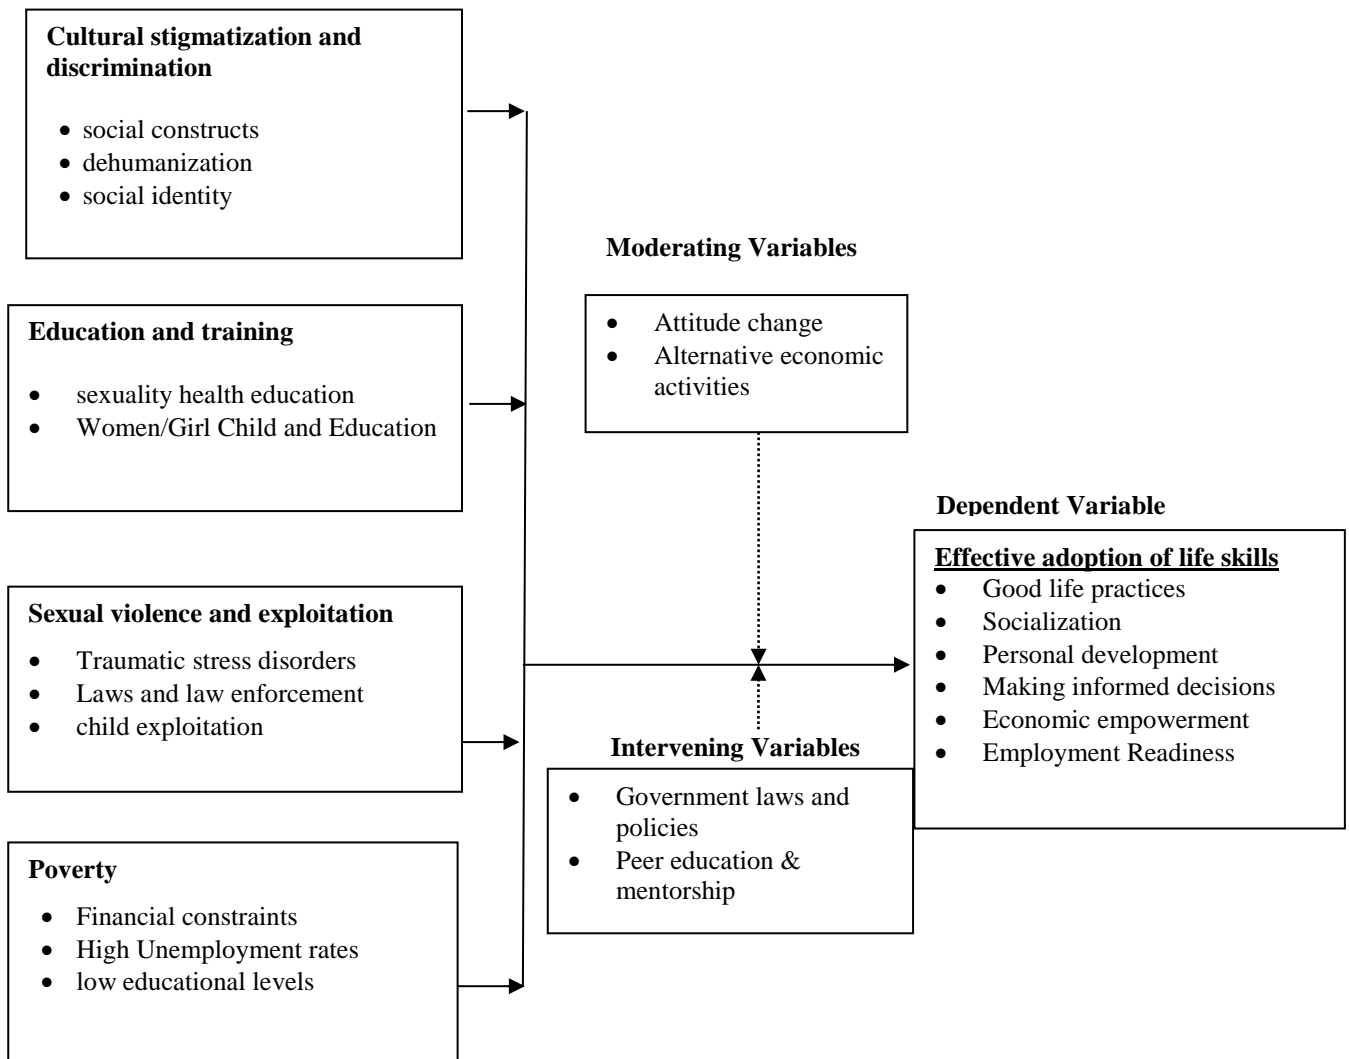 Cultural stigmatization and
discrimination
• social constructs
• dehumanization
• social identity
Education and training
• sexuality health education
• Women/Girl Child and Education
Sexual violence and exploitation
• Traumatic stress disorders
• Laws and law enforcement
• child exploitation
Poverty
• Financial constraints
• High Unemployment rates
• low educational levels
Moderating Variables
• Attitude change
• Alternative economic
activities
Intervening Variables
• Government laws and
policies
• Peer education &
mentorship
Dependent Variable
Effective adoption of life skills
• Good life practices
• Socialization
• Personal development
• Making informed decisions
• Economic empowerment
• Employment Readiness